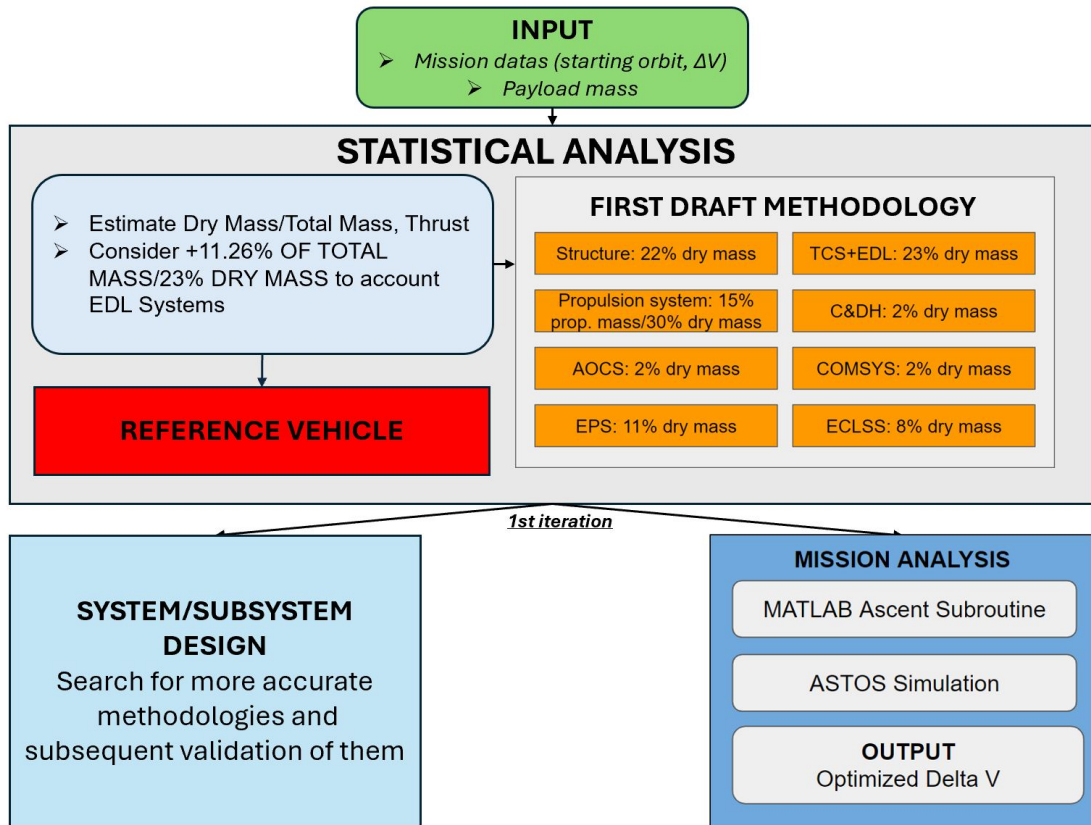 INPUT
➢ Mission datas (starting orbit, ΔV)
➢ Payload mass
STATISTICAL ANALYSIS
➢ Estimate Dry Mass/Total Mass, Thrust
➢ Consider +11.26% OF TOTAL
MASS/23% DRY MASS to account
EDL Systems
REFERENCE VEHICLE
FIRST DRAFT METHODOLOGY
Structure: 22% dry mass
TCS+EDL: 23% dry mass
Propulsion system: 15%
prop. mass/30% dry mass
C&DH: 2% dry mass
AOCS: 2% dry mass
COMSYS: 2% dry mass
EPS: 11% dry mass
ECLSS: 8% dry mass
1st iteration
SYSTEM/SUBSYSTEM
DESIGN
Search for more accurate
methodologies and
subsequent validation of them
MISSION ANALYSIS
MATLAB Ascent Subroutine
ASTOS Simulation
OUTPUT
Optimized Delta V